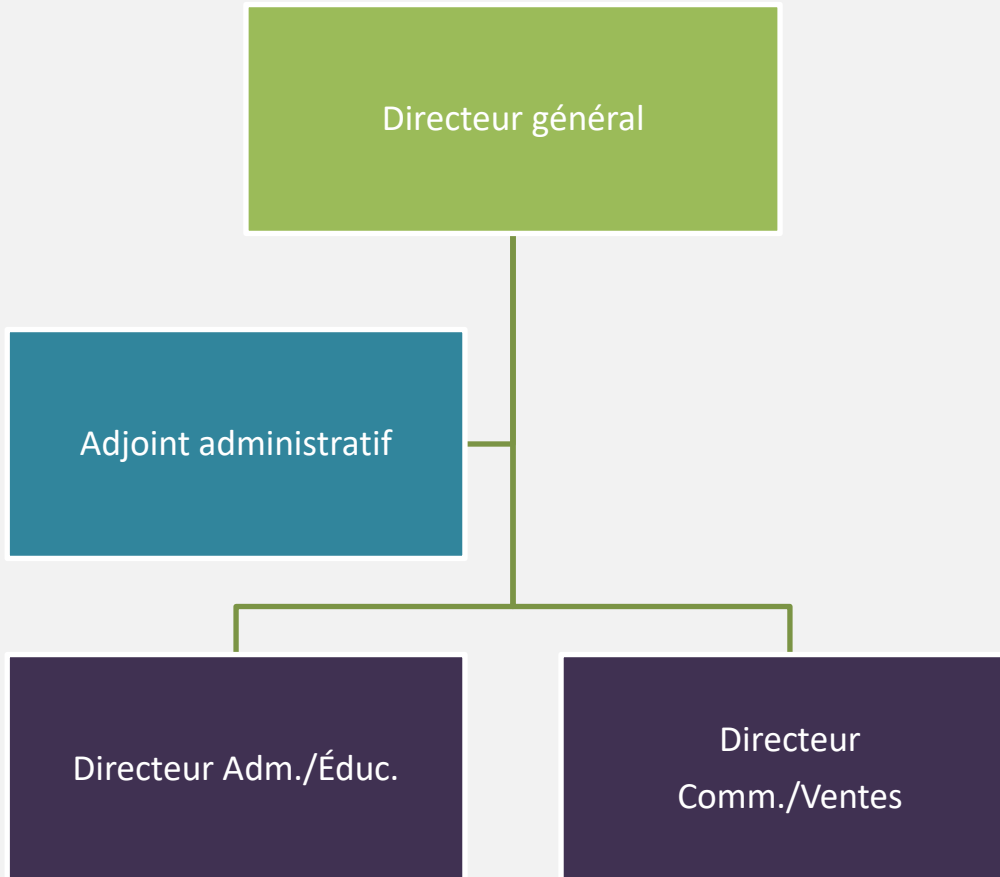 Directeur général
Adjoint administratif
Directeur Adm./Éduc.
Directeur
Comm./Ventes